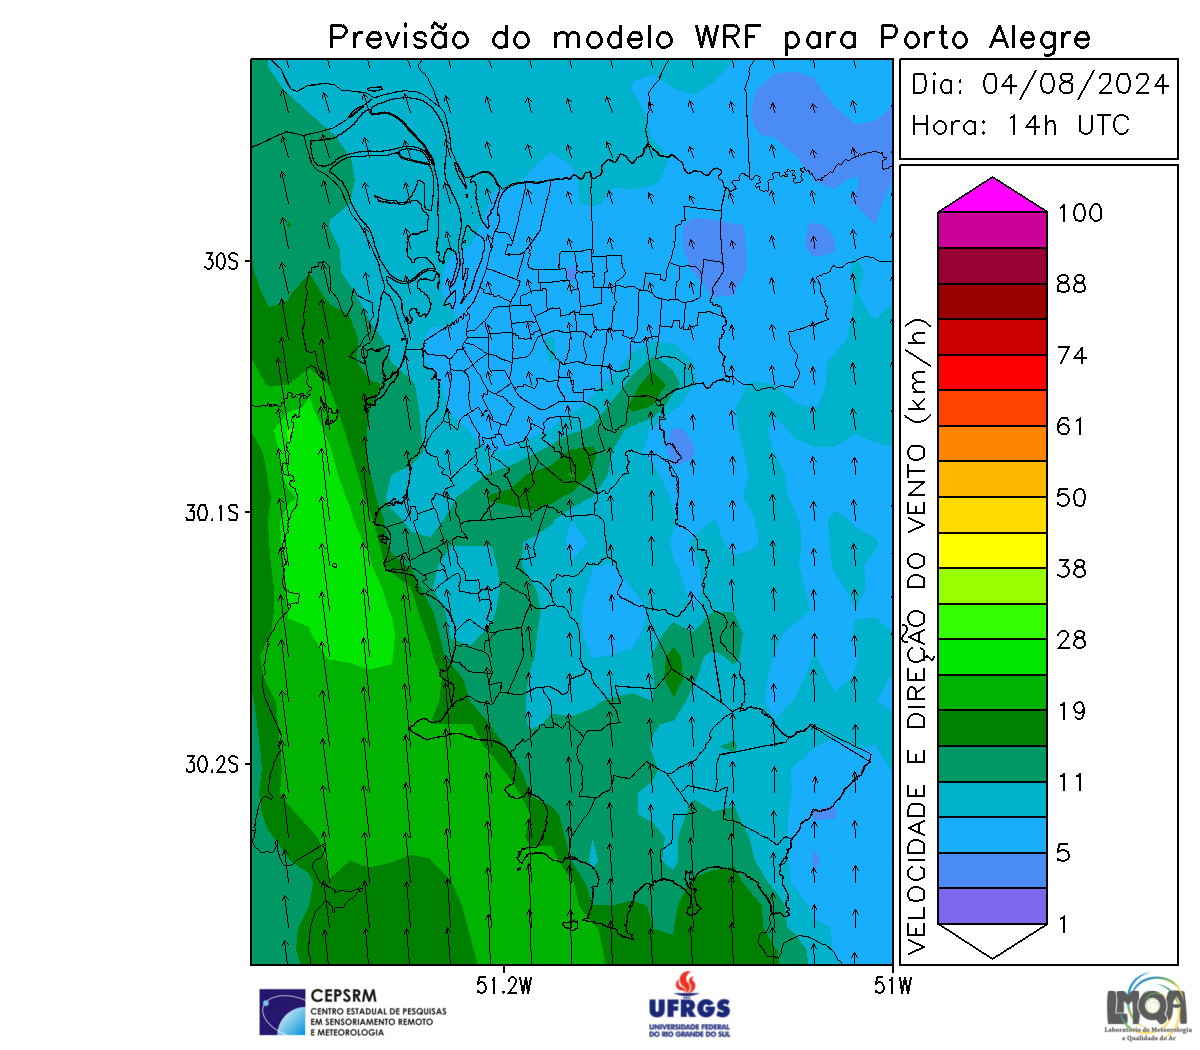 Previsão do modelo WRF para Porto Alegre
Dia: 04/08/2024
Hora: 14h UTC
30S
30.1S
30.2S
51.2W
51W
VELOCIDADE E DIREÇÃO DO VENTO (km/h)
100
88
74
61
50
38
28
19
11
5
1
CEPSRM
CENTRO ESTADUAL DE PESQUISAS
EM SENSORIAMENTO REMOTO
E METEOROLOGIA
UFRGS
UNIVERSIDADE FEDERAL
DO RIO GRANDE DO SUL
LMQA
Laboratório de Meteorologia
e Qualidade do Ar